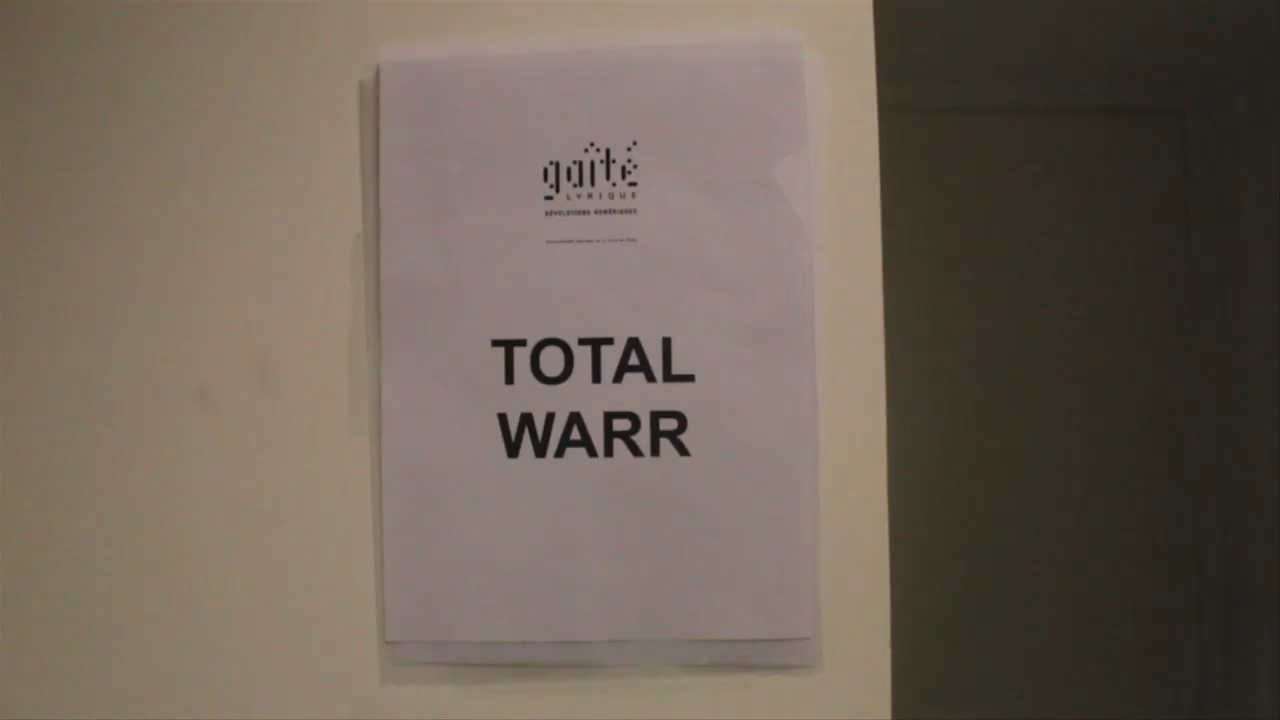 gaîté
LYRIQUE
RÉVOLUTIONS NUMÉRIQUES
TOTAL
WARR